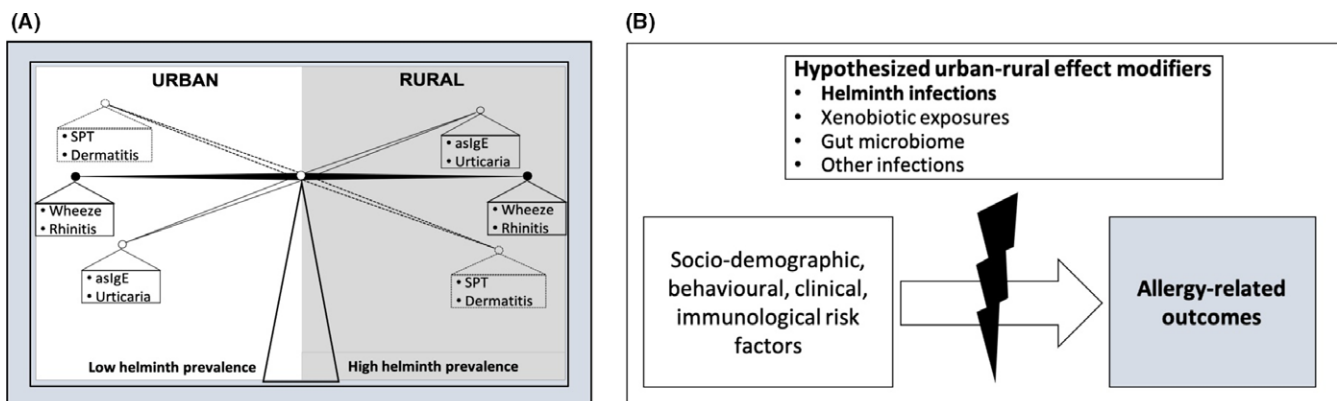 (A)
URBAN
RURAL
• SPT
• Dermatitis
• asIgE
• Urticaria
• Wheeze
• Rhinitis
• Wheeze
• Rhinitis
• asIgE
• Urticaria
• SPT
• Dermatitis
Low helminth prevalence
High helminth prevalence
(B)
Hypothesized urban-rural effect modifiers
• Helminth infections
• Xenobiotic exposures
• Gut microbiome
• Other infections
Socio-demographic,
behavioural, clinical,
immunological risk
factors
Allergy-related
outcomes